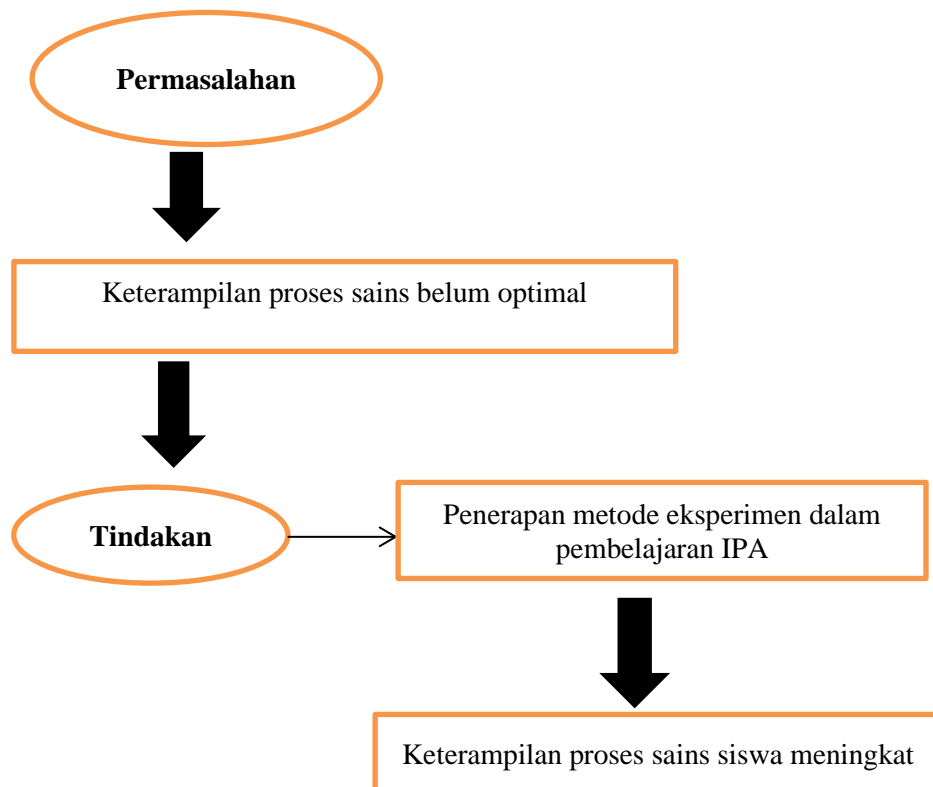 Permasalahan
Keterampilan proses sains belum optimal
Tindakan
Penerapan metode eksperimen dalam
pembelajaran IPA
Keterampilan proses sains siswa meningkat